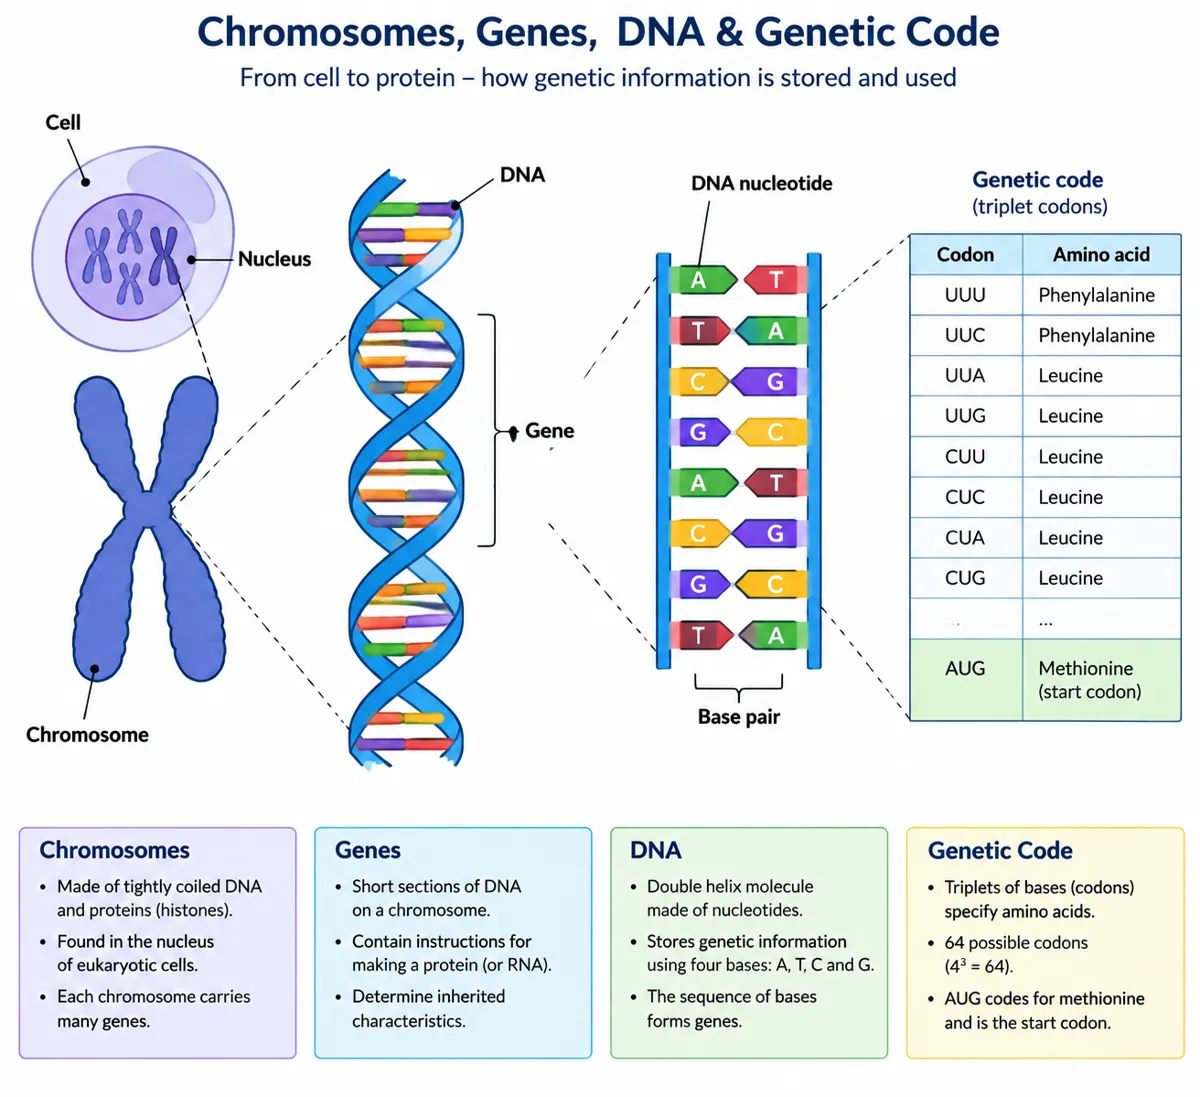 Chromosomes, Genes, DNA & Genetic Code
From cell to protein – how genetic information is stored and used
Cell
Nucleus
Chromosome
DNA
Gene
DNA nucleotide
A T
T A
C G
G C
A T
C G
G C
T A
Base pair
Genetic code
(triplet codons)
Codon Amino acid
UUU Phenylalanine
UUC Phenylalanine
UUA Leucine
UUG Leucine
CUU Leucine
CUC Leucine
CUA Leucine
CUG Leucine
... ...
AUG Methionine
(start codon)
Chromosomes
• Made of tightly coiled DNA
and proteins (histones).
• Found in the nucleus
of eukaryotic cells.
• Each chromosome carries
many genes.
Genes
• Short sections of DNA
on a chromosome.
• Contain instructions for
making a protein (or RNA).
• Determine inherited
characteristics.
DNA
• Double helix molecule
made of nucleotides.
• Stores genetic information
using four bases: A, T, C and G.
• The sequence of bases
forms genes.
Genetic Code
• Triplets of bases (codons)
specify amino acids.
• 64 possible codons
(4³ = 64).
• AUG codes for methionine
and is the start codon.